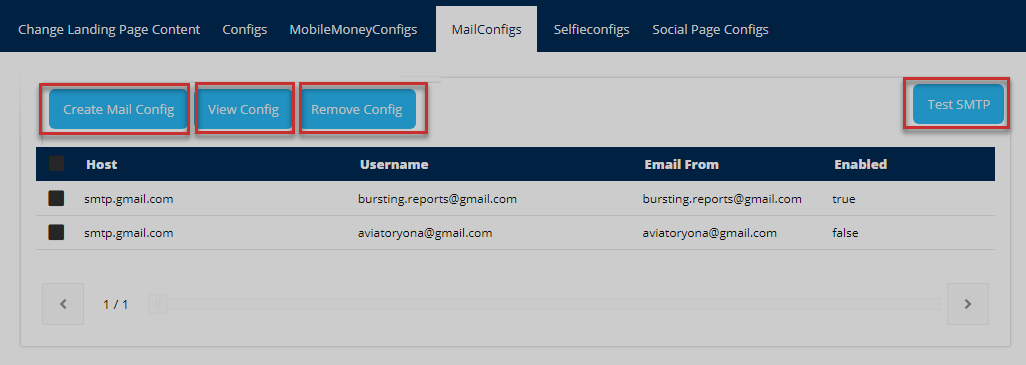 Change Landing Page Content Configs MobileMoneyConfigs MailConfigs Selfieconfigs Social Page Configs
Create Mail Config View Config Remove Config Test SMTP
Host Username Email From Enabled
smtp.gmail.com bursting.reports@gmail.com bursting.reports@gmail.com true
smtp.gmail.com aviatoryona@gmail.com aviatoryona@gmail.com false
1 / 1